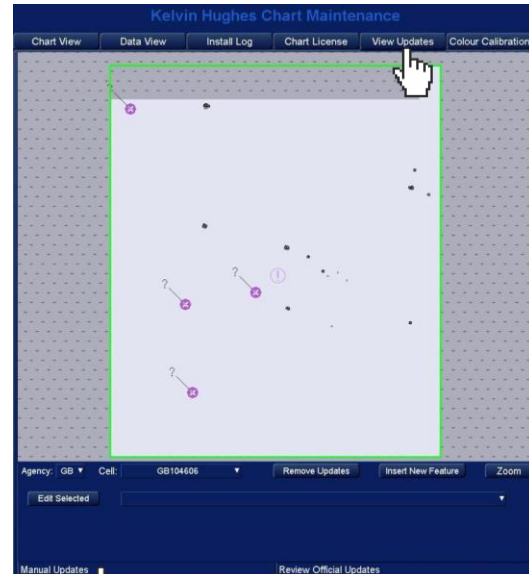 Kelvin Hughes Chart Maintenance
Chart View Data View Install Log Chart License View Updates Colour Calibration
?
?
?
?
Agency: GB Cell: GB104606 Remove Updates Insert New Feature Zoom
Edit Selected
Manual Updates Review Official Updates